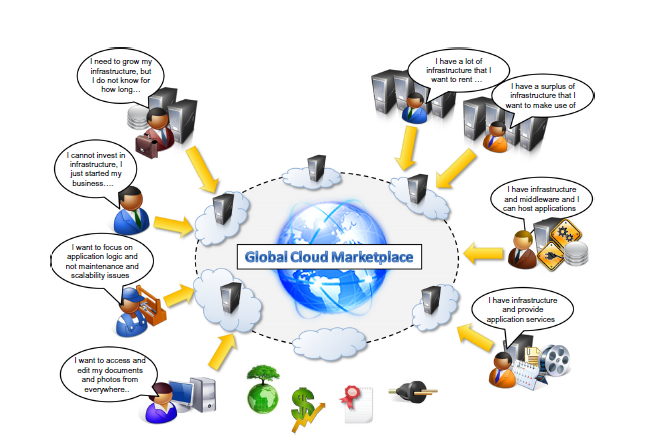 I need to grow my
infrastructure, but
I do not know for
how long…
I have a lot of
infrastructure that I
want to rent …
I have a surplus of
infrastructure that I
want to make use of
I cannot invest in
infrastructure, I
just started my
business….
I have infrastructure
and middleware and I
can host applications
I want to focus on
application logic and
not maintenance and
scalability issues
Global Cloud Marketplace
I have infrastructure
and provide
application services
I want to access and
edit my documents
and photos from
everywhere..